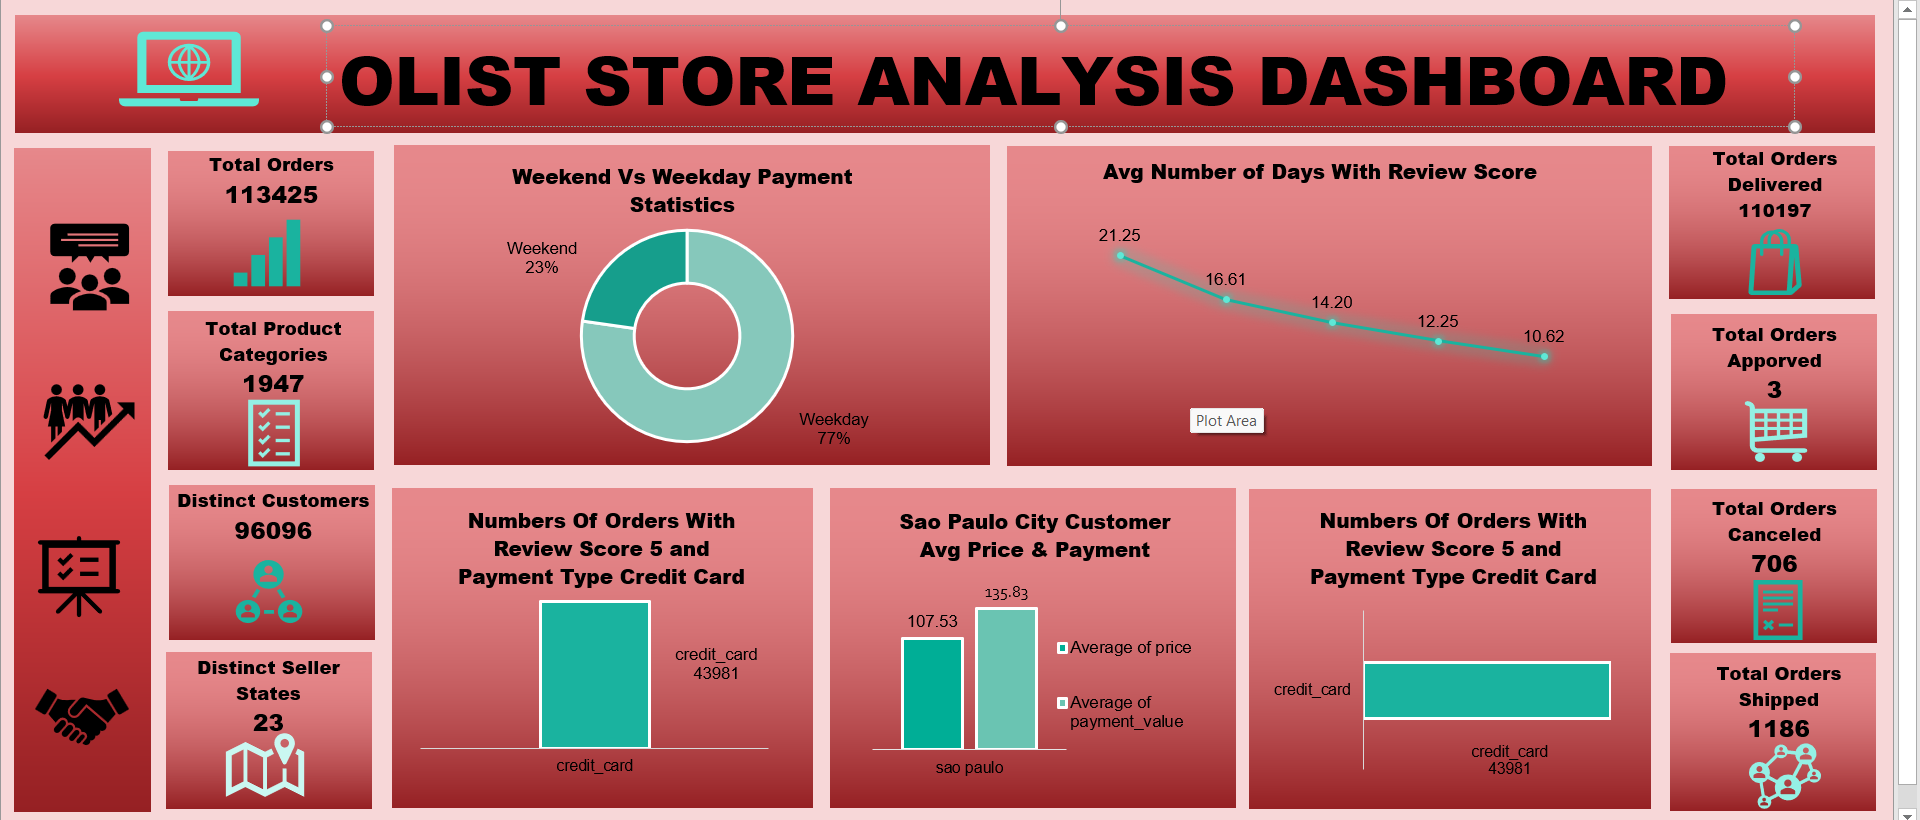 OLIST STORE ANALYSIS DASHBOARD
Total Orders
113425
Total Product
Categories
1947
Distinct Customers
96096
Distinct Seller
States
23
Weekend Vs Weekday Payment
Statistics
Weekend
23%
Weekday
77%
Avg Number of Days With Review Score
21.25
16.61
14.20
12.25
10.62
Plot Area
Total Orders
Delivered
110197
Total Orders
Apporved
3
Numbers Of Orders With
Review Score 5 and
Payment Type Credit Card
credit_card
43981
credit_card
Sao Paulo City Customer
Avg Price & Payment
107.53
135.83
Average of price
Average of
payment_value
sao paulo
Numbers Of Orders With
Review Score 5 and
Payment Type Credit Card
credit_card
credit_card
43981
Total Orders
Canceled
706
Total Orders
Shipped
1186